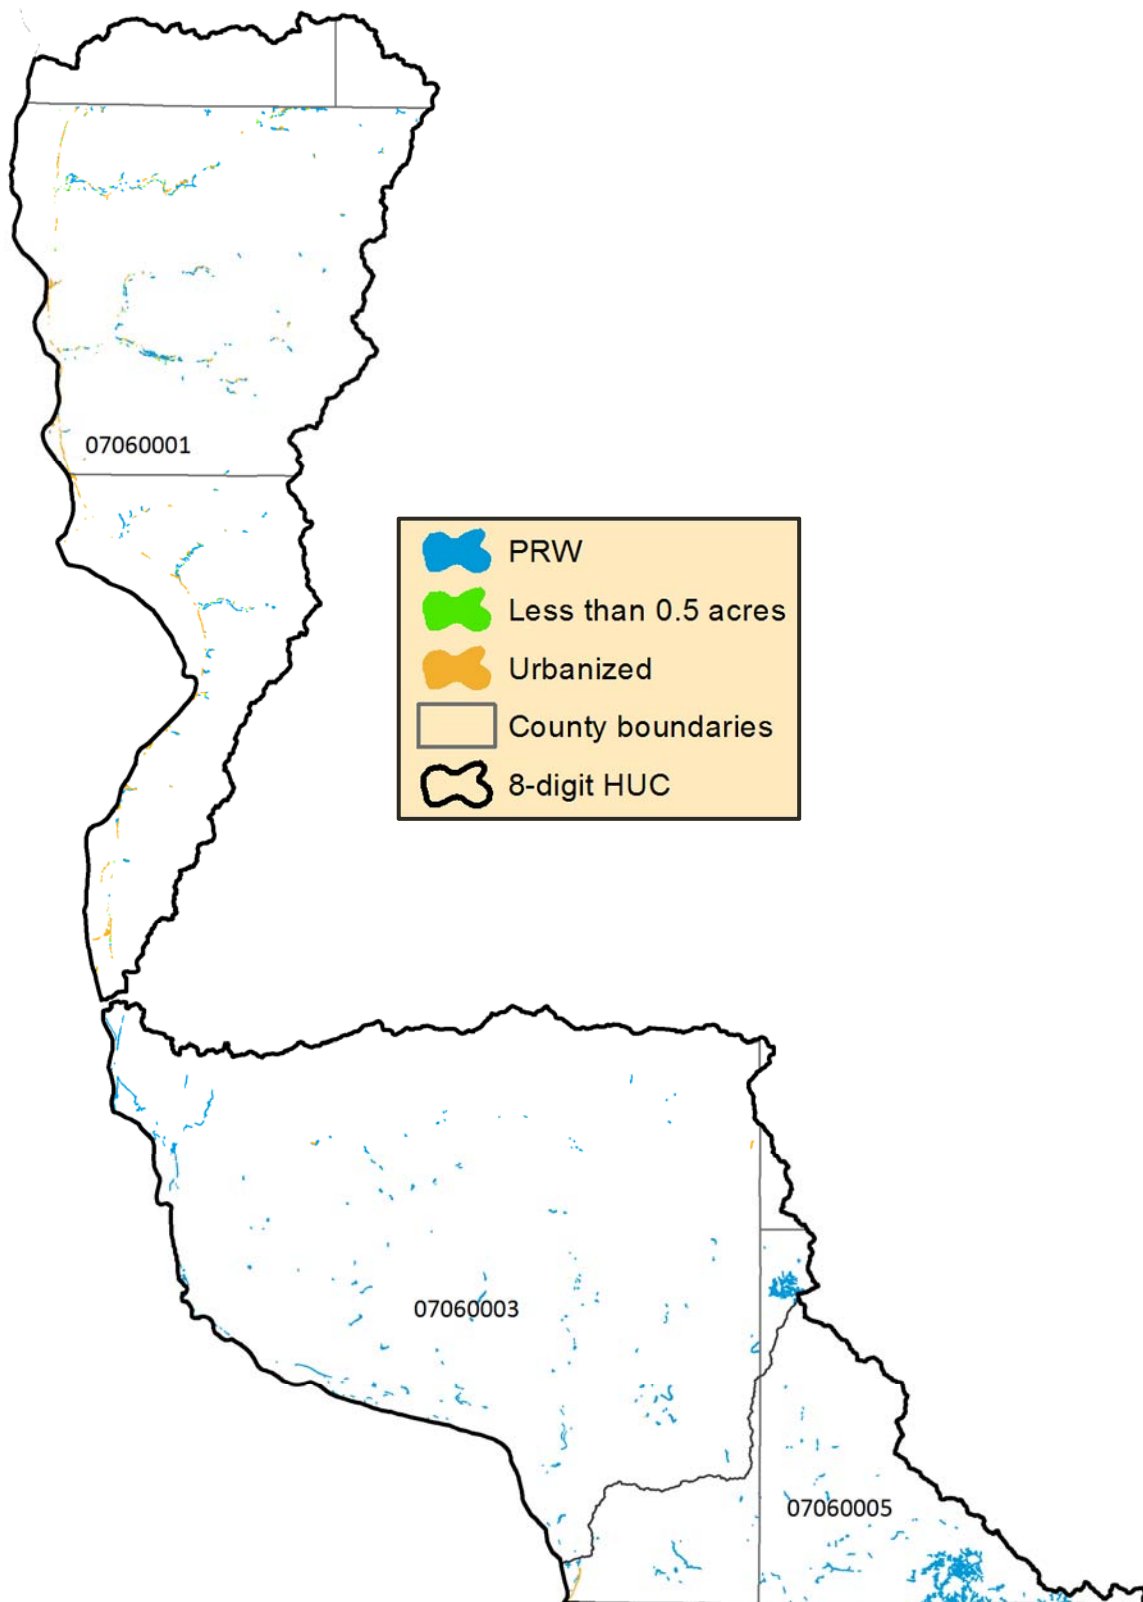 07060001
PRW
Less than 0.5 acres
Urbanized
County boundaries
8-digit HUC
07060003
07060005